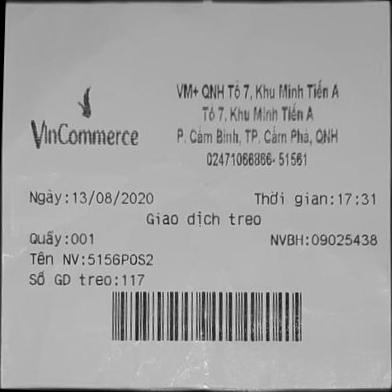 VinCommerce
VM+ QNH Tổ 7, Khu Minh Tiến A
Tổ 7, Khu Minh Tiến A
P. Cẩm Bình, TP. Cẩm Phả, QNH
02471066866- 51561
Ngày:13/08/2020 Thời gian:17:31
Giao dịch treo
Quầy:001 NVBH:09025438
Tên NV:5156POS2
Số GD treo:117